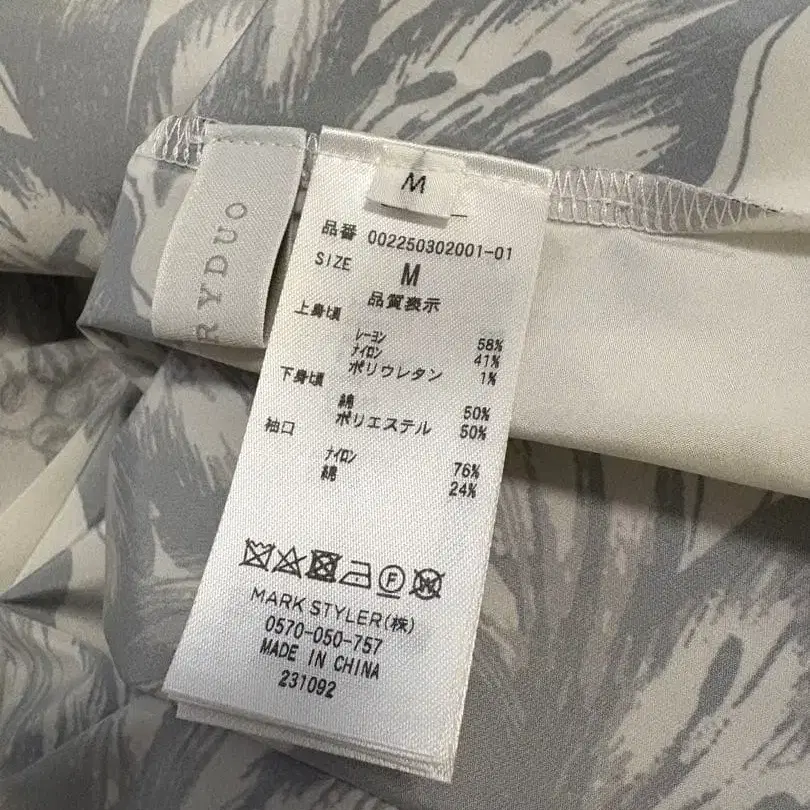 RYDUO
M
品番 002250302001-01
SIZE M
品質表示
上身頃
レーヨン 58%
ナイロン 41%
ポリウレタン 1%
下身頃
綿 50%
ポリエステル 50%
袖口
ナイロン 76%
綿 24%
F
W
MARK STYLER(株)
0570-050-757
MADE IN CHINA
231092